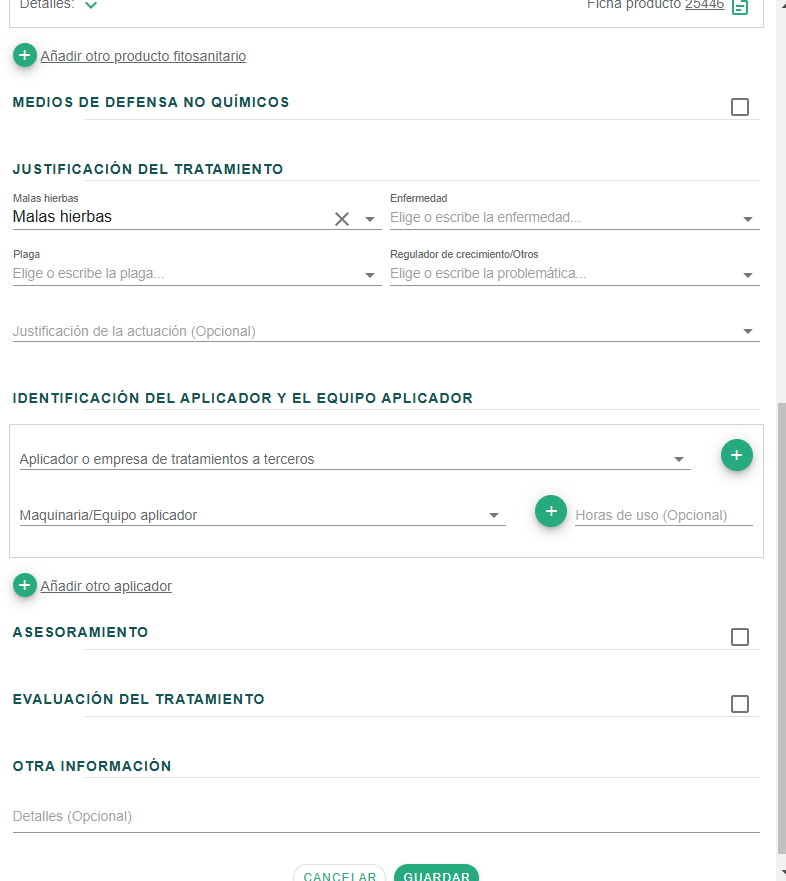 Detalles:
Ficha producto 25446
Añadir otro producto fitosanitario
MEDIOS DE DEFENSA NO QUÍMICOS
JUSTIFICACIÓN DEL TRATAMIENTO
Malas hierbas
Malas hierbas
Enfermedad
Elige o escribe la enfermedad...
Plaga
Elige o escribe la plaga...
Regulador de crecimiento/Otros
Elige o escribe la problemática...
Justificación de la actuación (Opcional)
IDENTIFICACIÓN DEL APLICADOR Y EL EQUIPO APLICADOR
Aplicador o empresa de tratamientos a terceros
Maquinaria/Equipo aplicador
Horas de uso (Opcional)
Añadir otro aplicador
ASESORAMIENTO
EVALUACIÓN DEL TRATAMIENTO
OTRA INFORMACIÓN
Detalles (Opcional)
CANCELAR
GUARDAR